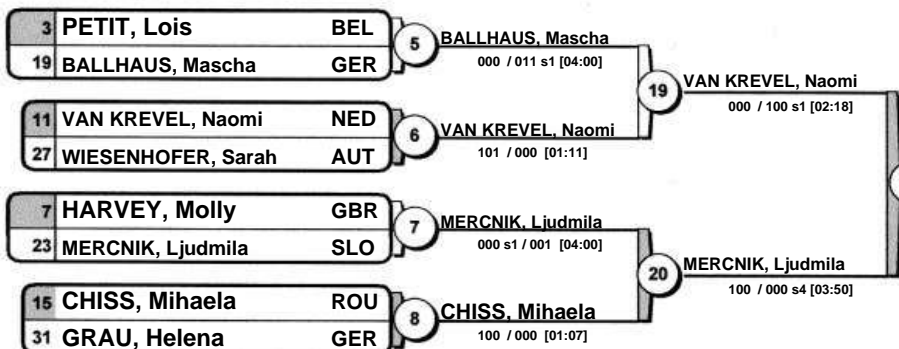 3 PETIT, Lois BEL
19 BALLHAUS, Mascha GER
5
BALLHAUS, Mascha
000 / 011 s1 [04:00]
11 VAN KREVEL, Naomi NED
27 WIESENHOFER, Sarah AUT
6
VAN KREVEL, Naomi
101 / 000 [01:11]
19
VAN KREVEL, Naomi
000 / 100 s1 [02:18]
7 HARVEY, Molly GBR
23 MERCNIK, Ljudmila SLO
7
MERCNIK, Ljudmila
000 s1 / 001 [04:00]
15 CHISS, Mihaela ROU
31 GRAU, Helena GER
8
CHISS, Mihaela
100 / 000 [01:07]
20
MERCNIK, Ljudmila
100 / 000 s4 [03:50]